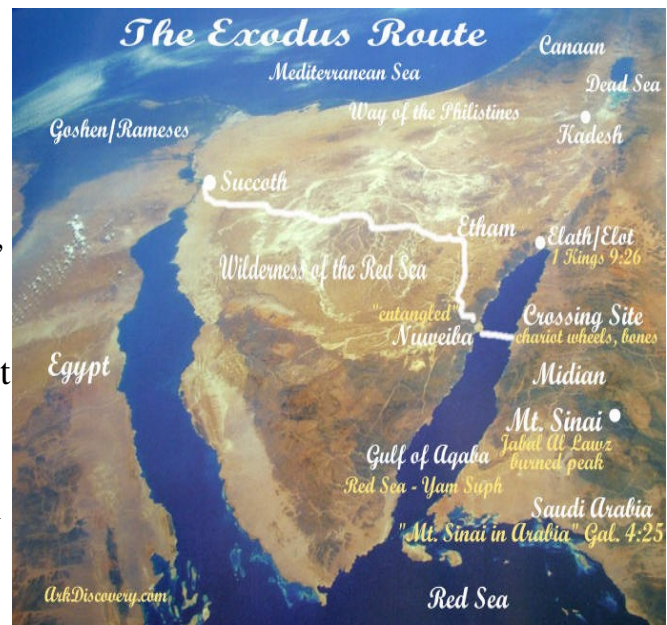 The Exodus Route
Canaan
Mediterranean Sea
Dead Sea
Way of the Philistines
Goshen/Rameses
Kadesh
Succoth
Etham
Elath/Elot
1 Kings 9:26
Wilderness of the Red Sea
"entangled"
Nuweiba
Crossing Site
chariot wheels, bones
Egypt
Midian
Mt. Sinai
Jabal Al Lawz
burned peak
Gulf of Aqaba
Red Sea - Yam Suph
Saudi Arabia
"Mt. Sinai in Arabia" Gal. 4:25
ArkDiscovery.com
Red Sea